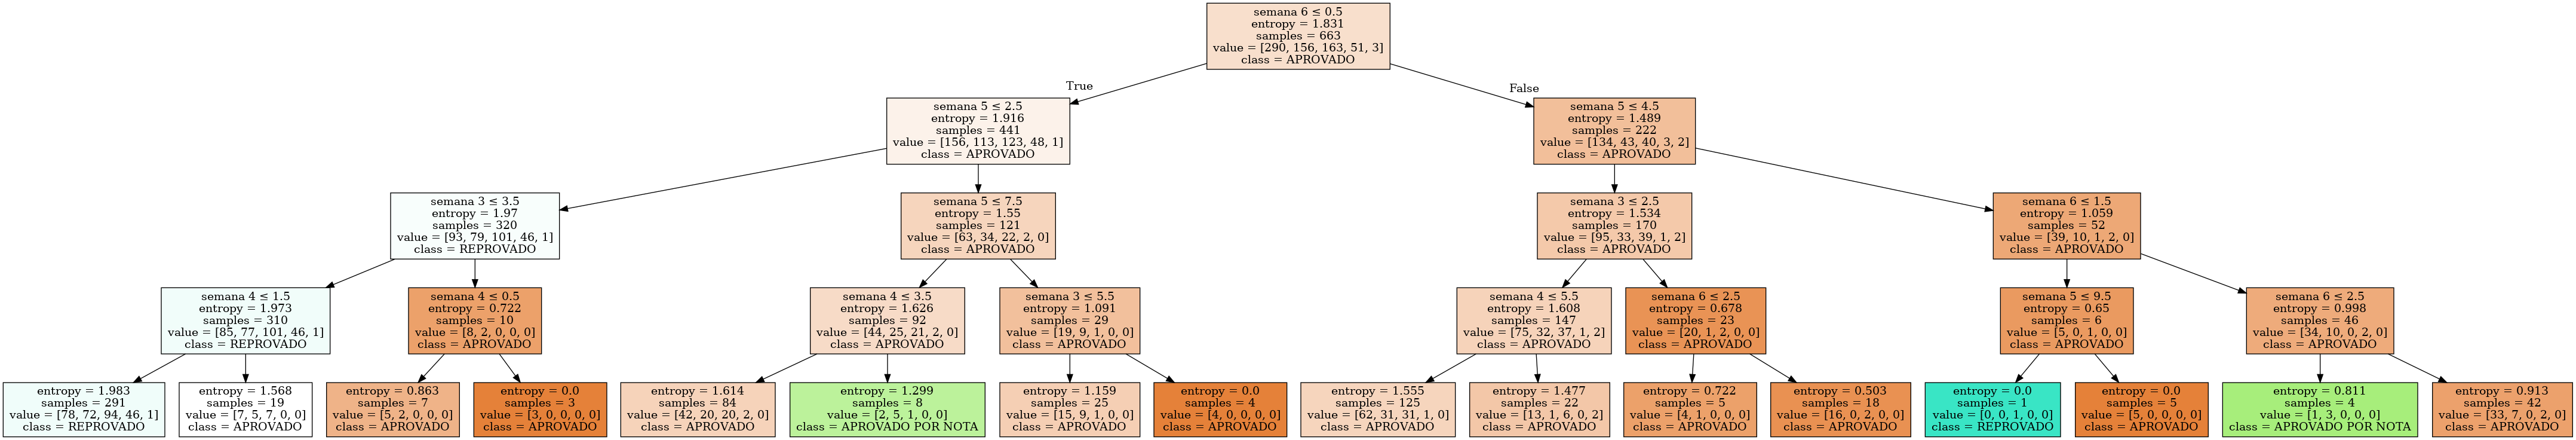 semana 6 ≤ 0.5
entropy = 1.831
samples = 663
value = [290, 156, 163, 51, 3]
class = APROVADO
True
False
semana 5 ≤ 2.5
entropy = 1.916
samples = 441
value = [156, 113, 123, 48, 1]
class = APROVADO
semana 5 ≤ 4.5
entropy = 1.489
samples = 222
value = [134, 43, 40, 3, 2]
class = APROVADO
semana 3 ≤ 3.5
entropy = 1.97
samples = 320
value = [93, 79, 101, 46, 1]
class = REPROVADO
semana 5 ≤ 7.5
entropy = 1.55
samples = 121
value = [63, 34, 22, 2, 0]
class = APROVADO
semana 3 ≤ 2.5
entropy = 1.534
samples = 170
value = [95, 33, 39, 1, 2]
class = APROVADO
semana 6 ≤ 1.5
entropy = 1.059
samples = 52
value = [39, 10, 1, 2, 0]
class = APROVADO
semana 4 ≤ 1.5
entropy = 1.973
samples = 310
value = [85, 77, 101, 46, 1]
class = REPROVADO
semana 4 ≤ 0.5
entropy = 0.722
samples = 10
value = [8, 2, 0, 0, 0]
class = APROVADO
semana 4 ≤ 3.5
entropy = 1.626
samples = 92
value = [44, 25, 21, 2, 0]
class = APROVADO
semana 3 ≤ 5.5
entropy = 1.091
samples = 29
value = [19, 9, 1, 0, 0]
class = APROVADO
semana 4 ≤ 5.5
entropy = 1.608
samples = 147
value = [75, 32, 37, 1, 2]
class = APROVADO
semana 6 ≤ 2.5
entropy = 0.678
samples = 23
value = [20, 1, 2, 0, 0]
class = APROVADO
semana 5 ≤ 9.5
entropy = 0.65
samples = 6
value = [5, 0, 1, 0, 0]
class = APROVADO
semana 6 ≤ 2.5
entropy = 0.998
samples = 46
value = [34, 10, 0, 2, 0]
class = APROVADO
entropy = 1.983
samples = 291
value = [78, 72, 94, 46, 1]
class = REPROVADO
entropy = 1.568
samples = 19
value = [7, 5, 7, 0, 0]
class = APROVADO
entropy = 0.863
samples = 7
value = [5, 2, 0, 0, 0]
class = APROVADO
entropy = 0.0
samples = 3
value = [3, 0, 0, 0, 0]
class = APROVADO
entropy = 1.614
samples = 84
value = [42, 20, 20, 2, 0]
class = APROVADO
entropy = 1.299
samples = 8
value = [2, 5, 1, 0, 0]
class = APROVADO POR NOTA
entropy = 1.159
samples = 25
value = [15, 9, 1, 0, 0]
class = APROVADO
entropy = 0.0
samples = 4
value = [4, 0, 0, 0, 0]
class = APROVADO
entropy = 1.555
samples = 125
value = [62, 31, 31, 1, 0]
class = APROVADO
entropy = 1.477
samples = 22
value = [13, 1, 6, 0, 2]
class = APROVADO
entropy = 0.722
samples = 5
value = [4, 1, 0, 0, 0]
class = APROVADO
entropy = 0.503
samples = 18
value = [16, 0, 2, 0, 0]
class = APROVADO
entropy = 0.0
samples = 1
value = [0, 0, 1, 0, 0]
class = REPROVADO
entropy = 0.0
samples = 5
value = [5, 0, 0, 0, 0]
class = APROVADO
entropy = 0.811
samples = 4
value = [1, 3, 0, 0, 0]
class = APROVADO POR NOTA
entropy = 0.913
samples = 42
value = [33, 7, 0, 2, 0]
class = APROVADO